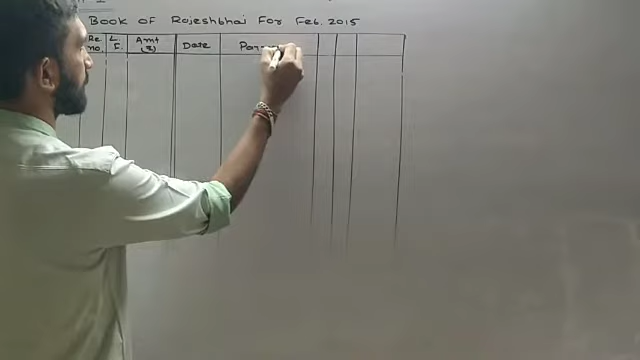 Book of Rajeshbhai For Feb. 2015
Re no. L. F. Amt (₹) Date